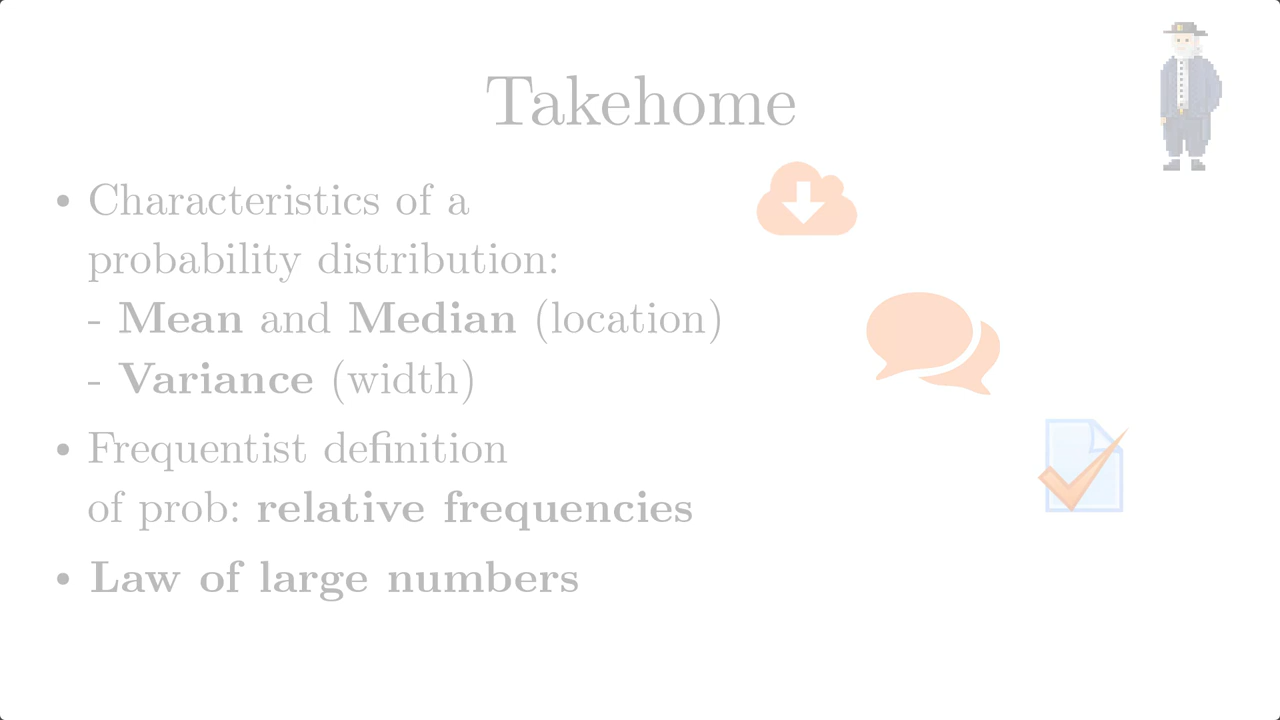 Takehome
• Characteristics of a
probability distribution:
- Mean and Median (location)
- Variance (width)
• Frequentist definition
of prob: relative frequencies
• Law of large numbers